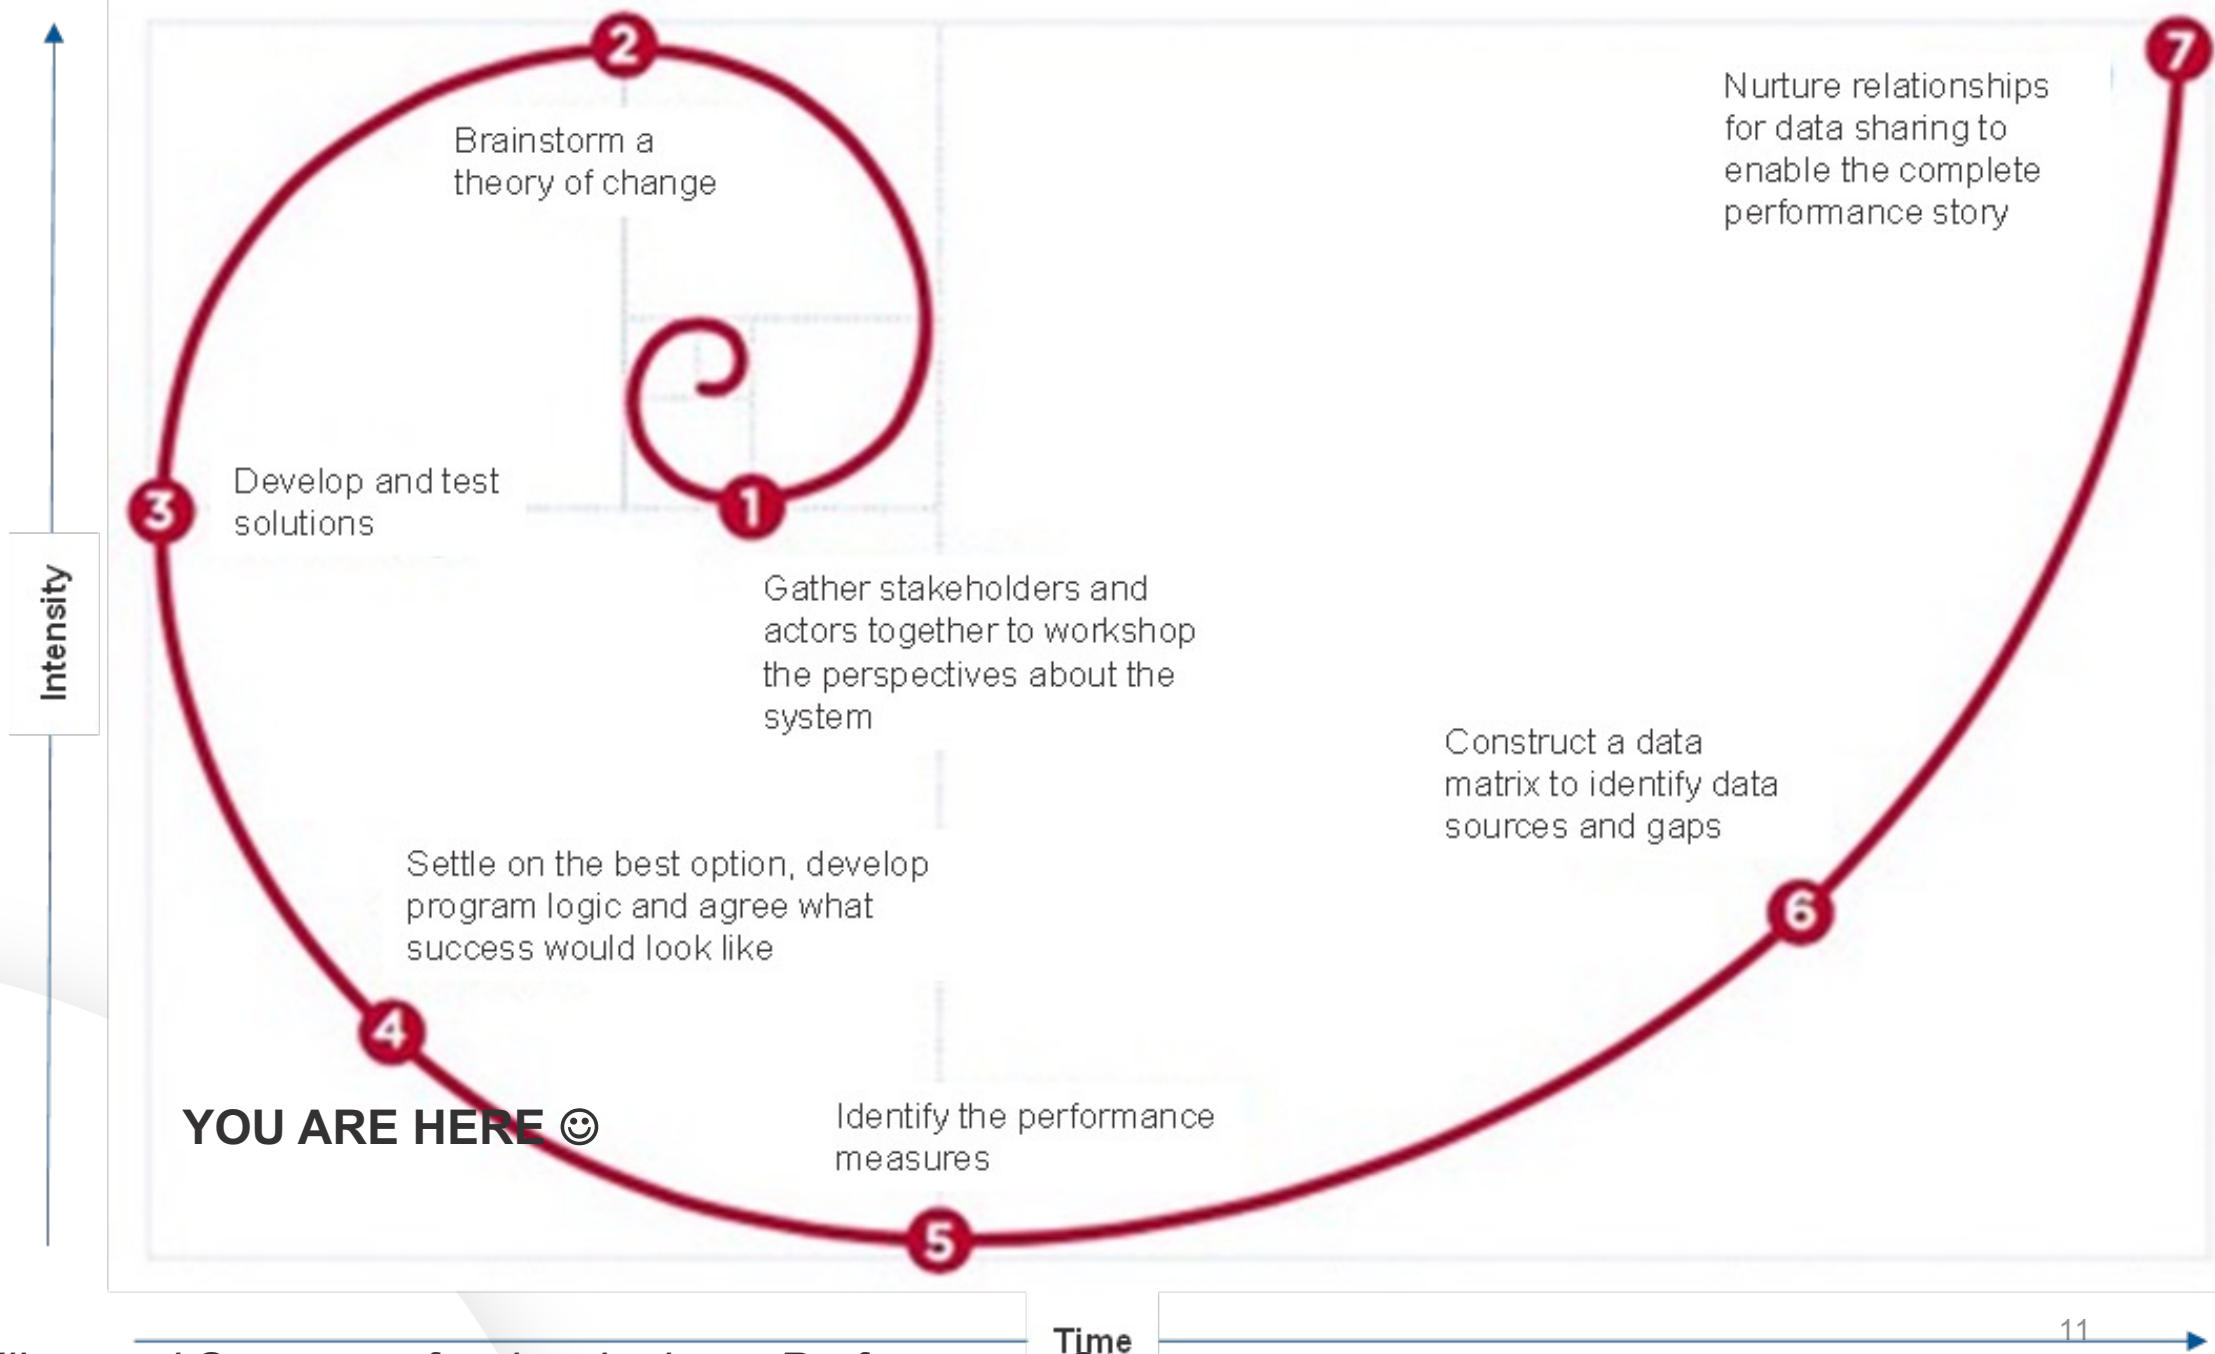 2
Brainstorm a
theory of change
7
Nurture relationships
for data sharing to
enable the complete
performance story
3
Develop and test
solutions
1
Gather stakeholders and
actors together to workshop
the perspectives about the
system
Intensity
Construct a data
matrix to identify data
sources and gaps
6
Settle on the best option, develop
program logic and agree what
success would look like
4
YOU ARE HERE ☺
Identify the performance
measures
5
11
Time